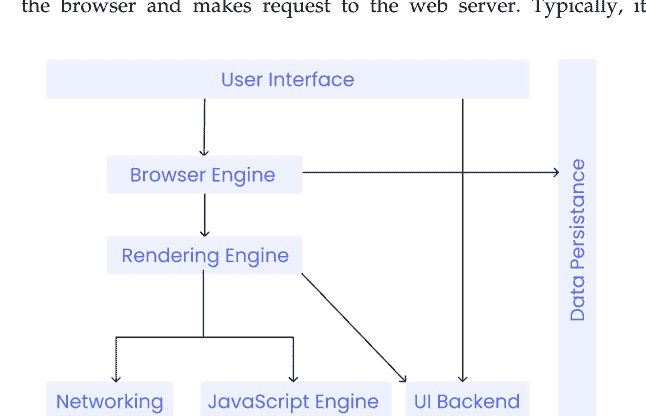 the browser and makes request to the web server. Typically, it
User Interface
Browser Engine
Data Persistance
Rendering Engine
Networking
JavaScript Engine
UI Backend